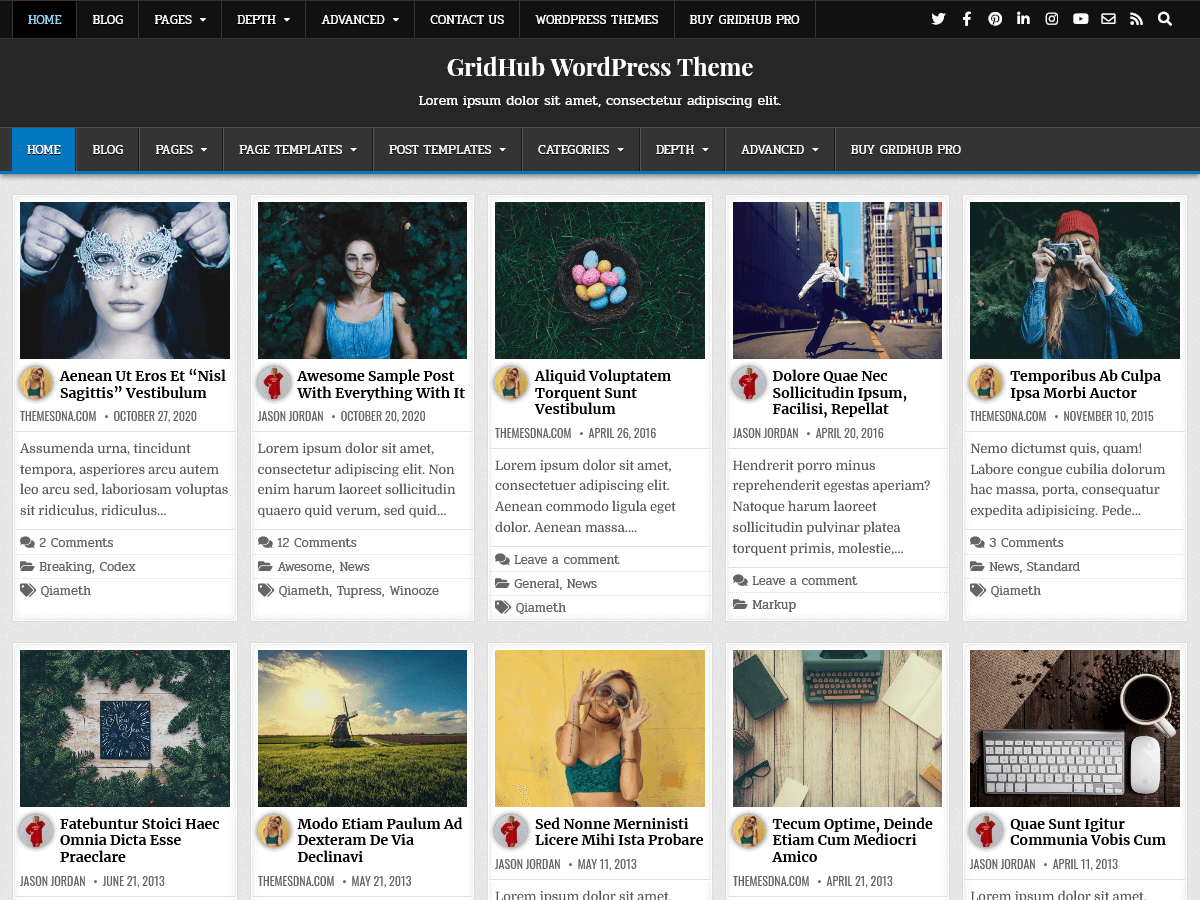 HOME BLOG PAGES DEPTH ADVANCED CONTACT US WORDPRESS THEMES BUY GRIDHUB PRO
GridHub WordPress Theme
Lorem ipsum dolor sit amet, consectetur adipiscing elit.
HOME BLOG PAGES PAGE TEMPLATES POST TEMPLATES CATEGORIES DEPTH ADVANCED BUY GRIDHUB PRO
Aenean Ut Eros Et “Nisl
Sagittis” Vestibulum
THEMESDNA.COM • OCTOBER 27, 2020
Assumenda urna, tincidunt
tempora, asperiores arcu autem
leo arcu sed, laboriosam voluptas
sit ridiculus, ridiculus...
2 Comments
Breaking, Codex
Qiameth
Awesome Sample Post
With Everything With It
JASON JORDAN • OCTOBER 20, 2020
Lorem ipsum dolor sit amet,
consectetur adipiscing elit. Non
enim harum laoreet sollicitudin
quaero quid verum, sed quid...
12 Comments
Awesome, News
Qiameth, Tupress, Winooze
Aliquid Voluptatem
Torquent Sunt
Vestibulum
THEMESDNA.COM • APRIL 26, 2016
Lorem ipsum dolor sit amet,
consectetuer adipiscing elit.
Aenean commodo ligula eget
dolor. Aenean massa....
Leave a comment
General, News
Qiameth
Dolore Quae Nec
Sollicitudin Ipsum,
Facilisi, Repellat
JASON JORDAN • APRIL 20, 2016
Hendrerit porro minus
reprehenderit egestas aperiam?
Natoque harum laoreet
sollicitudin pulvinar platea
torquent primis, molestie,...
Leave a comment
Markup
Temporibus Ab Culpa
Ipsa Morbi Auctor
THEMESDNA.COM • NOVEMBER 10, 2015
Nemo dictumst quis, quam!
Labore congue cubilia dolorum
hac massa, porta, consequatur
expedita adipisicing. Pede...
3 Comments
News, Standard
Qiameth
New
Year
Fatebuntur Stoici Haec
Omnia Dicta Esse
Praeclare
JASON JORDAN • JUNE 21, 2013
Modo Etiam Paulum Ad
Dexteram De Via
Declinavi
THEMESDNA.COM • MAY 21, 2013
Sed Nonne Merninisti
Licere Mihi Ista Probare
JASON JORDAN • MAY 11, 2013
Lorem ipsum dolor sit amet,
Tecum Optime, Deinde
Etiam Cum Mediocri
Amico
THEMESDNA.COM • APRIL 21, 2013
Quae Sunt Igitur
Communia Vobis Cum
JASON JORDAN • APRIL 11, 2013
Lorem ipsum dolor sit amet,